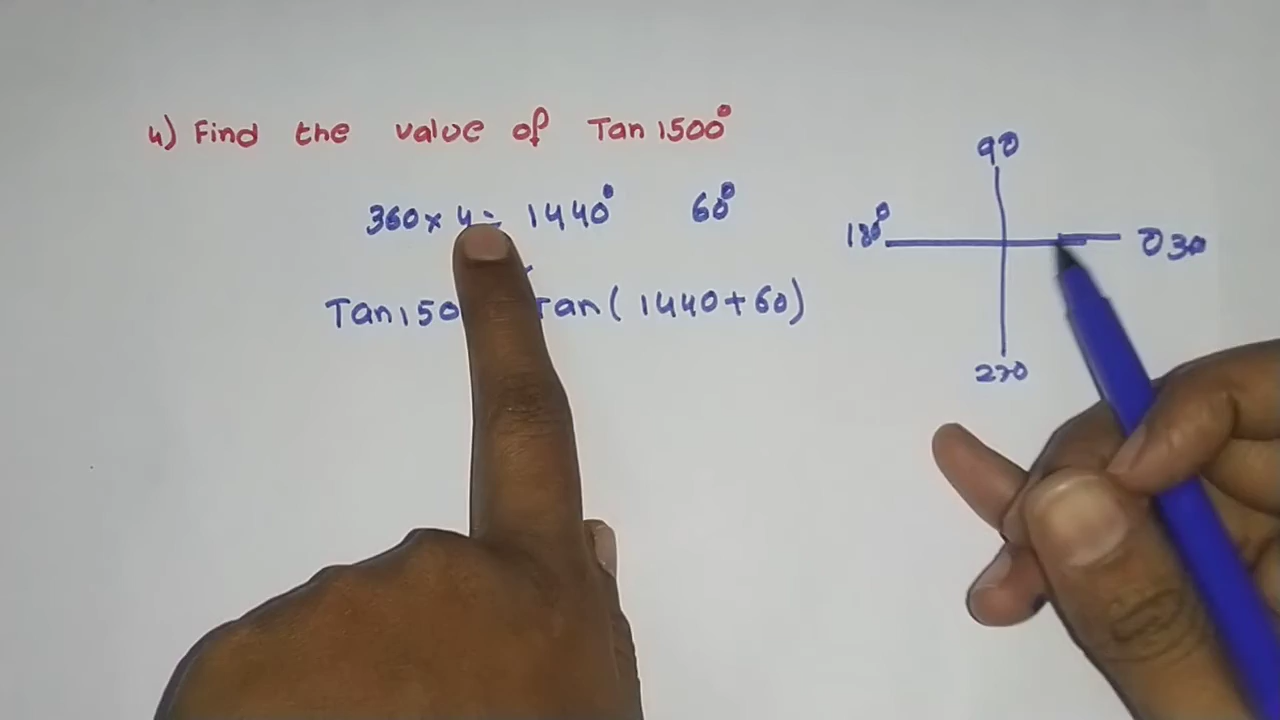 4) Find the value of Tan 1500°
360 x 4 = 1440° 60°
Tan 150 Tan ( 1440 + 60 )
90
180°
0
270